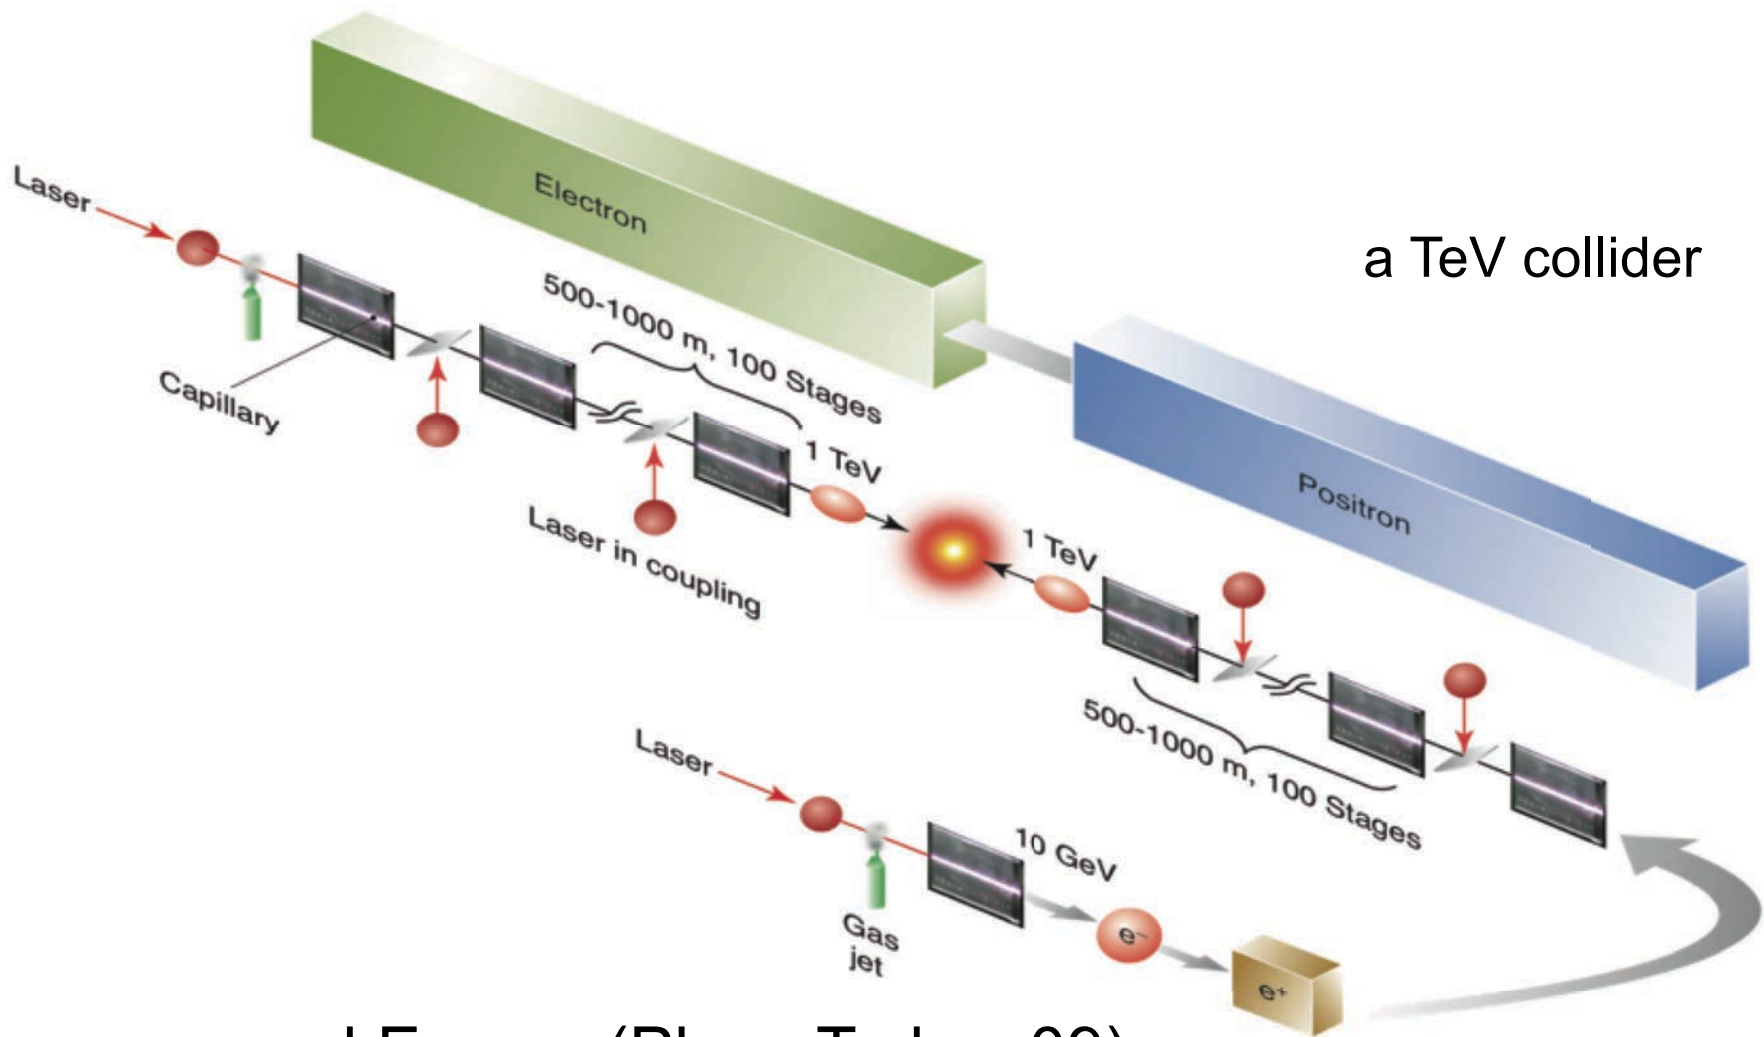 Electron
a TeV collider
Laser
500-1000 m, 100 Stages
Capillary
1 TeV
Positron
Laser in coupling
1 TeV
500-1000 m, 100 Stages
Laser
10 GeV
Gas
jet
e⁻
e⁺